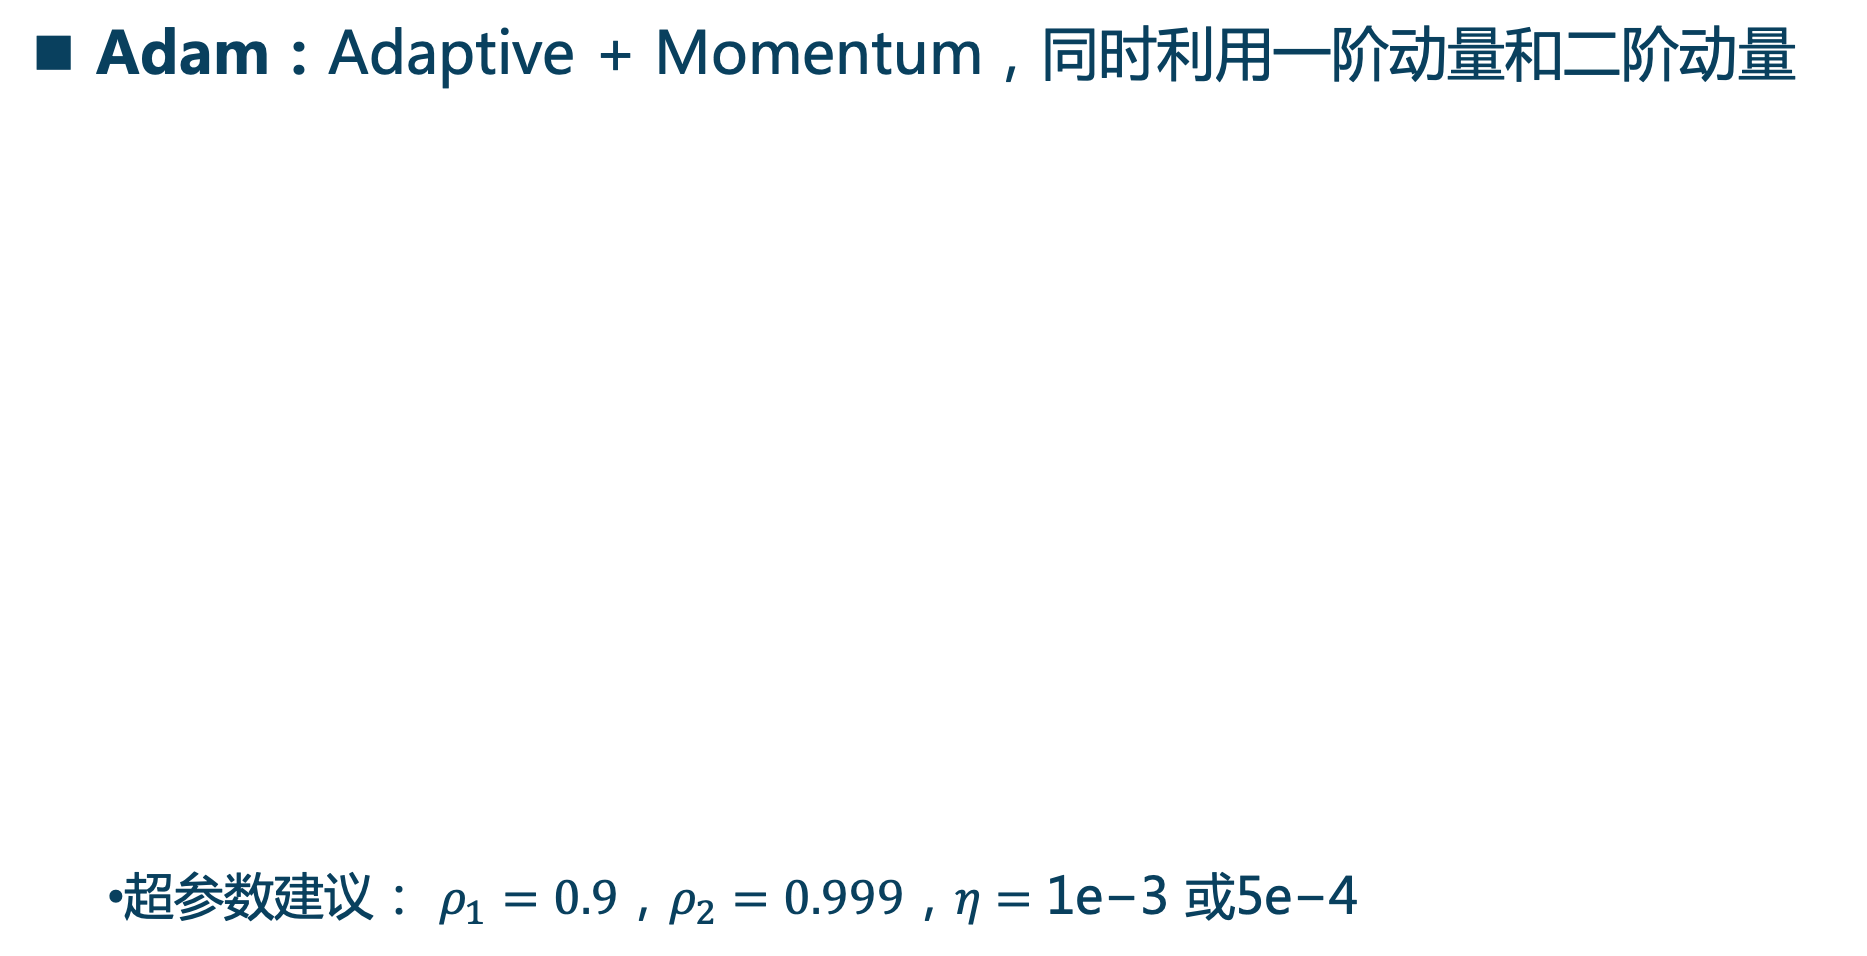 ■ Adam：Adaptive + Momentum，同时利用一阶动量和二阶动量
•超参数建议： ρ₁ = 0.9，ρ₂ = 0.999，η = 1e−3 或5e−4